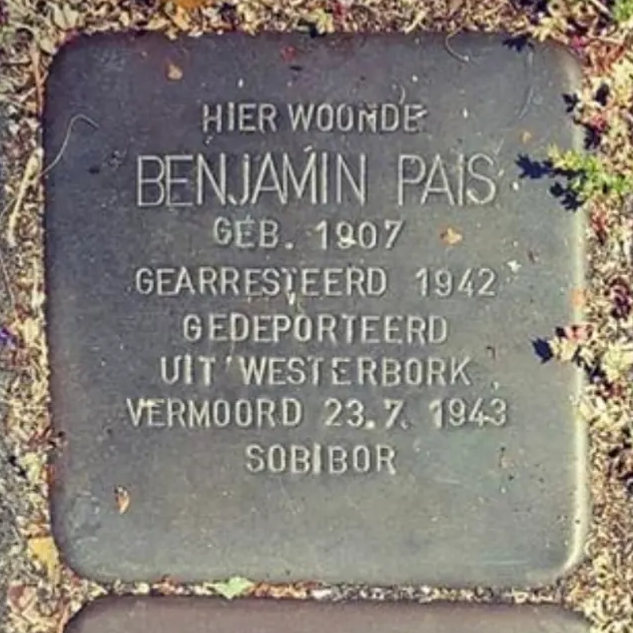 HIER WOONDE
BENJAMIN PAIS
GEB. 1907
GEARRESTEERD 1942
GEDEPORTEERD
UIT WESTERBORK
VERMOORD 23.7. 1943
SOBIBOR